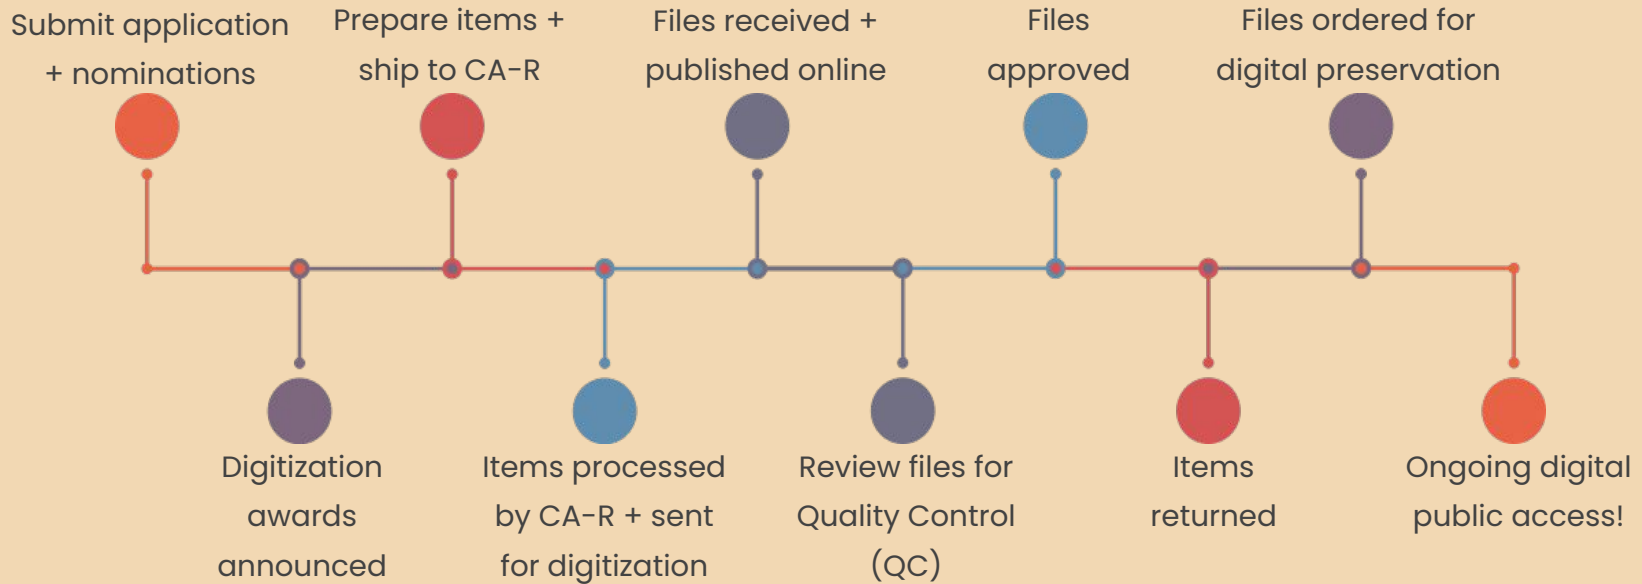 Submit application
+ nominations
Prepare items +
ship to CA-R
Files received +
published online
Files
approved
Files ordered for
digital preservation
Digitization
awards
announced
Items processed
by CA-R + sent
for digitization
Review files for
Quality Control
(QC)
Items
returned
Ongoing digital
public access!